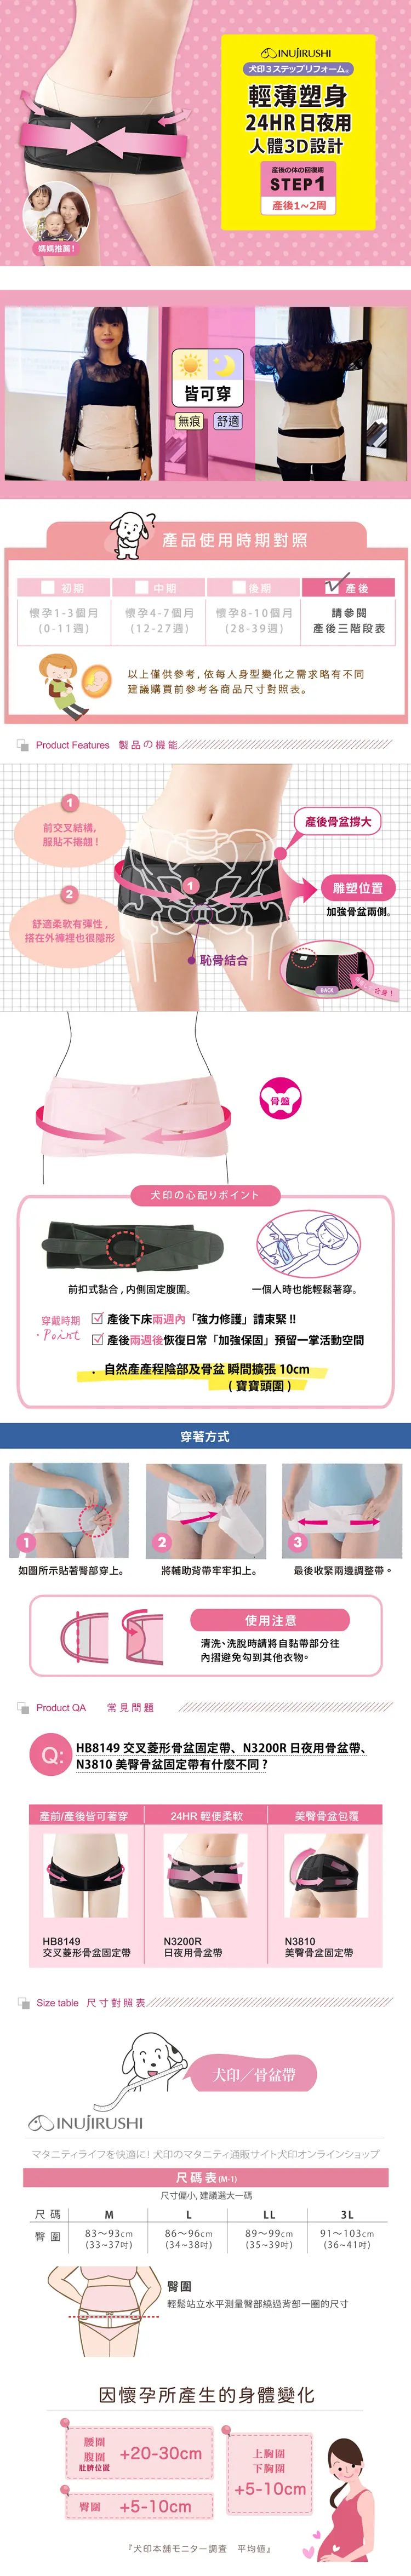 INUJIRUSHI
犬印3ステップリフォーム®
輕薄塑身
24HR日夜用
人體3D設計
産後の体の回復期
STEP1
產後1~2周
媽媽推薦!
皆可穿
無痕 舒適
產品使用時期對照
初期 中期 後期 產後
懷孕1-3個月 懷孕4-7個月 懷孕8-10個月 請參閱
(0-11週) (12-27週) (28-39週) 產後三階段表
以上僅供參考,依每人身型變化之需求略有不同
建議購買前參考各商品尺寸對照表。
Product Features 製品の機能
1
前交叉結構,
服貼不捲翹!
2
舒適柔軟有彈性,
搭在外褲裡也很隱形
產後骨盆撐大
1
雕塑位置
加強骨盆兩側。
恥骨結合
BACK
合身!
骨盤
犬印の心配りポイント
前扣式黏合,內側固定腹圍。
一個人時也能輕鬆著穿。
穿戴時期
・Point
產後下床兩週內「強力修護」請束緊!!
產後兩週後恢復日常「加強保固」預留一掌活動空間
. 自然產產程陰部及骨盆 瞬間擴張 10cm
(寶寶頭圍)
穿著方式
1 2 3
如圖所示貼著臀部穿上。 將輔助背帶牢牢扣上。 最後收緊兩邊調整帶。
使用注意
清洗、洗脫時請將自黏帶部分往
內摺避免勾到其他衣物。
Product QA 常見問題
Q:
HB8149 交叉菱形骨盆固定帶、N3200R 日夜用骨盆帶、
N3810 美臀骨盆固定帶有什麼不同?
產前/產後皆可著穿 24HR 輕便柔軟 美臀骨盆包覆
HB8149 N3200R N3810
交叉菱形骨盆固定帶 日夜用骨盆帶 美臀骨盆固定帶
Size table 尺寸對照表
犬印/骨盆帶
INUJIRUSHI
マタニティライフを快適に!犬印のマタニティ通販サイト犬印オンラインショップ
尺碼表(M-1)
尺寸偏小, 建議選大一碼
尺碼 M L LL 3L
臀圍 83~93cm 86~96cm 89~99cm 91~103cm
(33~37吋) (34~38吋) (35~39吋) (36~41吋)
臀圍
輕鬆站立水平測量臀部繞過背部一圈的尺寸
因懷孕所產生的身體變化
腰圍
腹圍
肚臍位置
+20-30cm
上胸圍
下胸圍
+5-10cm
臀圍 +5-10cm
『犬印本舗モニター調査 平均値』